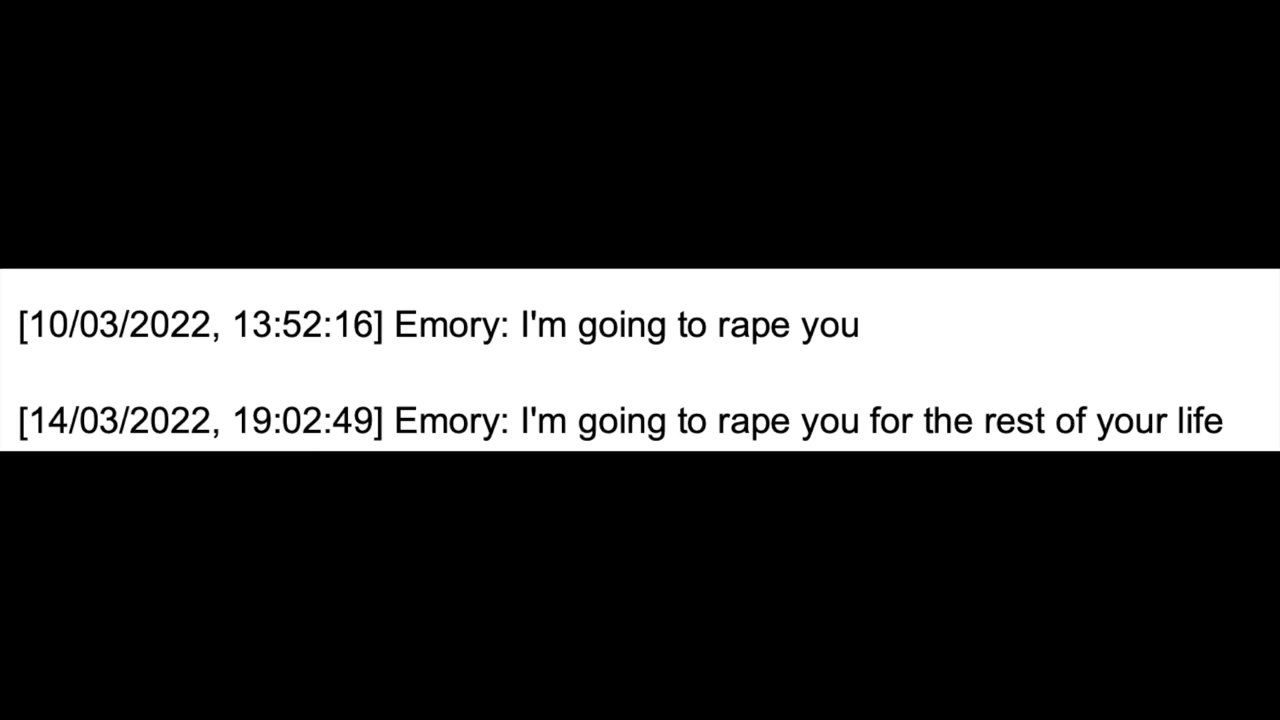 [10/03/2022, 13:52:16] Emory: I'm going to rape you
[14/03/2022, 19:02:49] Emory: I'm going to rape you for the rest of your life